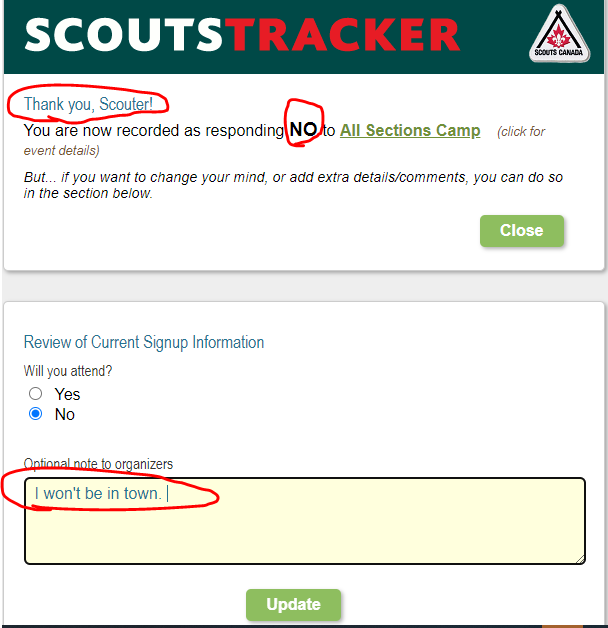 SCOUTSTRACKER
SCOUTS CANADA
Thank you, Scouter!
You are now recorded as responding NO to All Sections Camp (click for
event details)
But... if you want to change your mind, or add extra details/comments, you can do so
in the section below.
Close
Review of Current Signup Information
Will you attend?
Yes
No
Optional note to organizers
I won't be in town.
Update